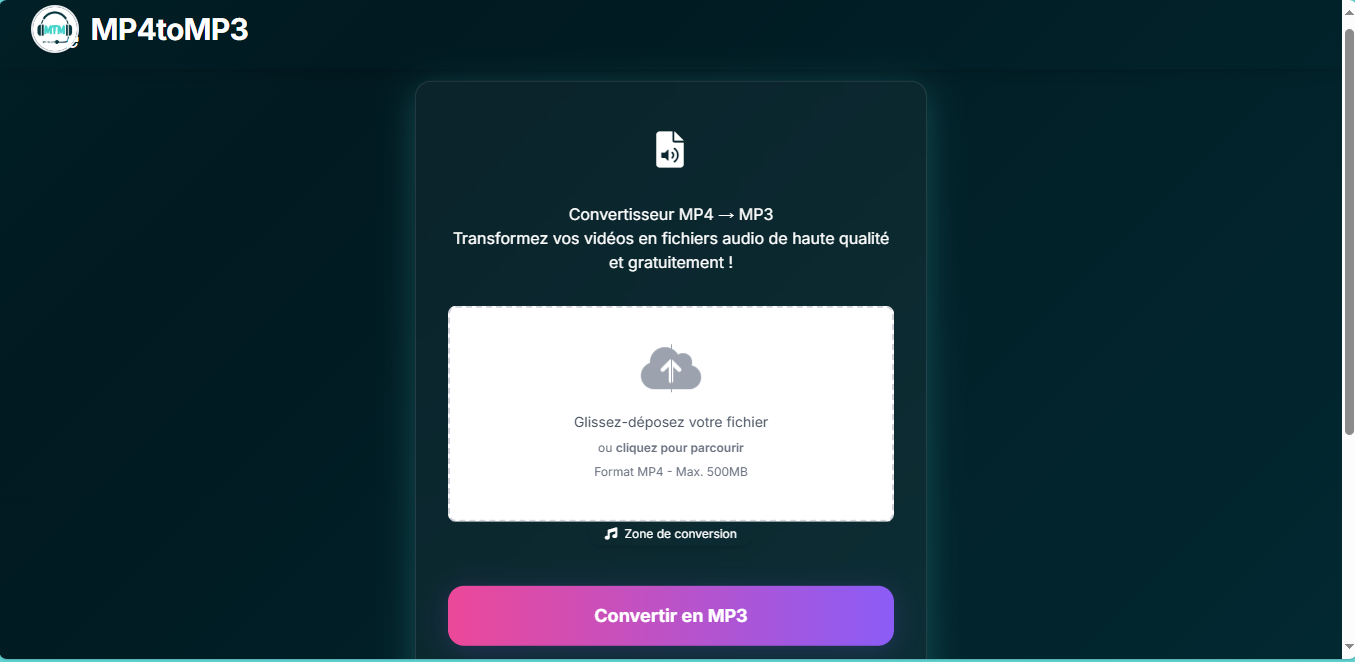 MTM
MP4toMP3
Convertisseur MP4 → MP3
Transformez vos vidéos en fichiers audio de haute qualité
et gratuitement !
Glissez-déposez votre fichier
ou cliquez pour parcourir
Format MP4 - Max. 500MB
Zone de conversion
Convertir en MP3